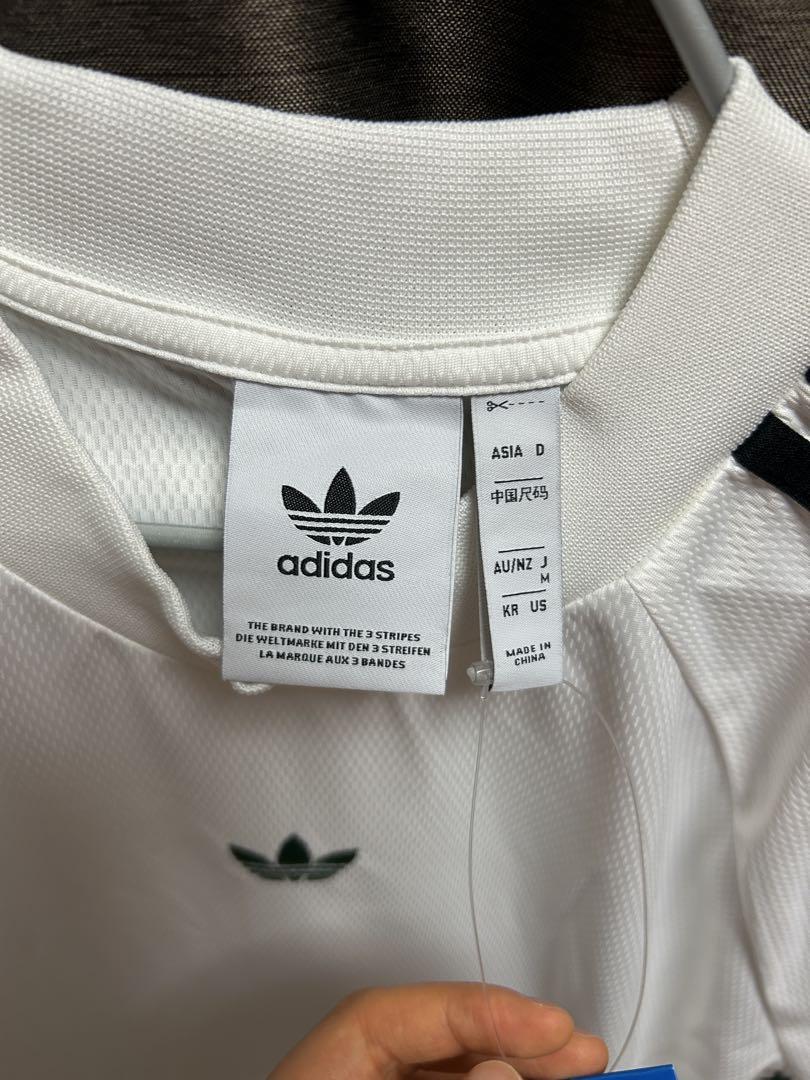 adidas
THE BRAND WITH THE 3 STRIPES
DIE WELTMARKE MIT DEN 3 STREIFEN
LA MARQUE AUX 3 BANDES
ASIA D
中国尺码
AU/NZ J
M
KR US
MADE IN
CHINA